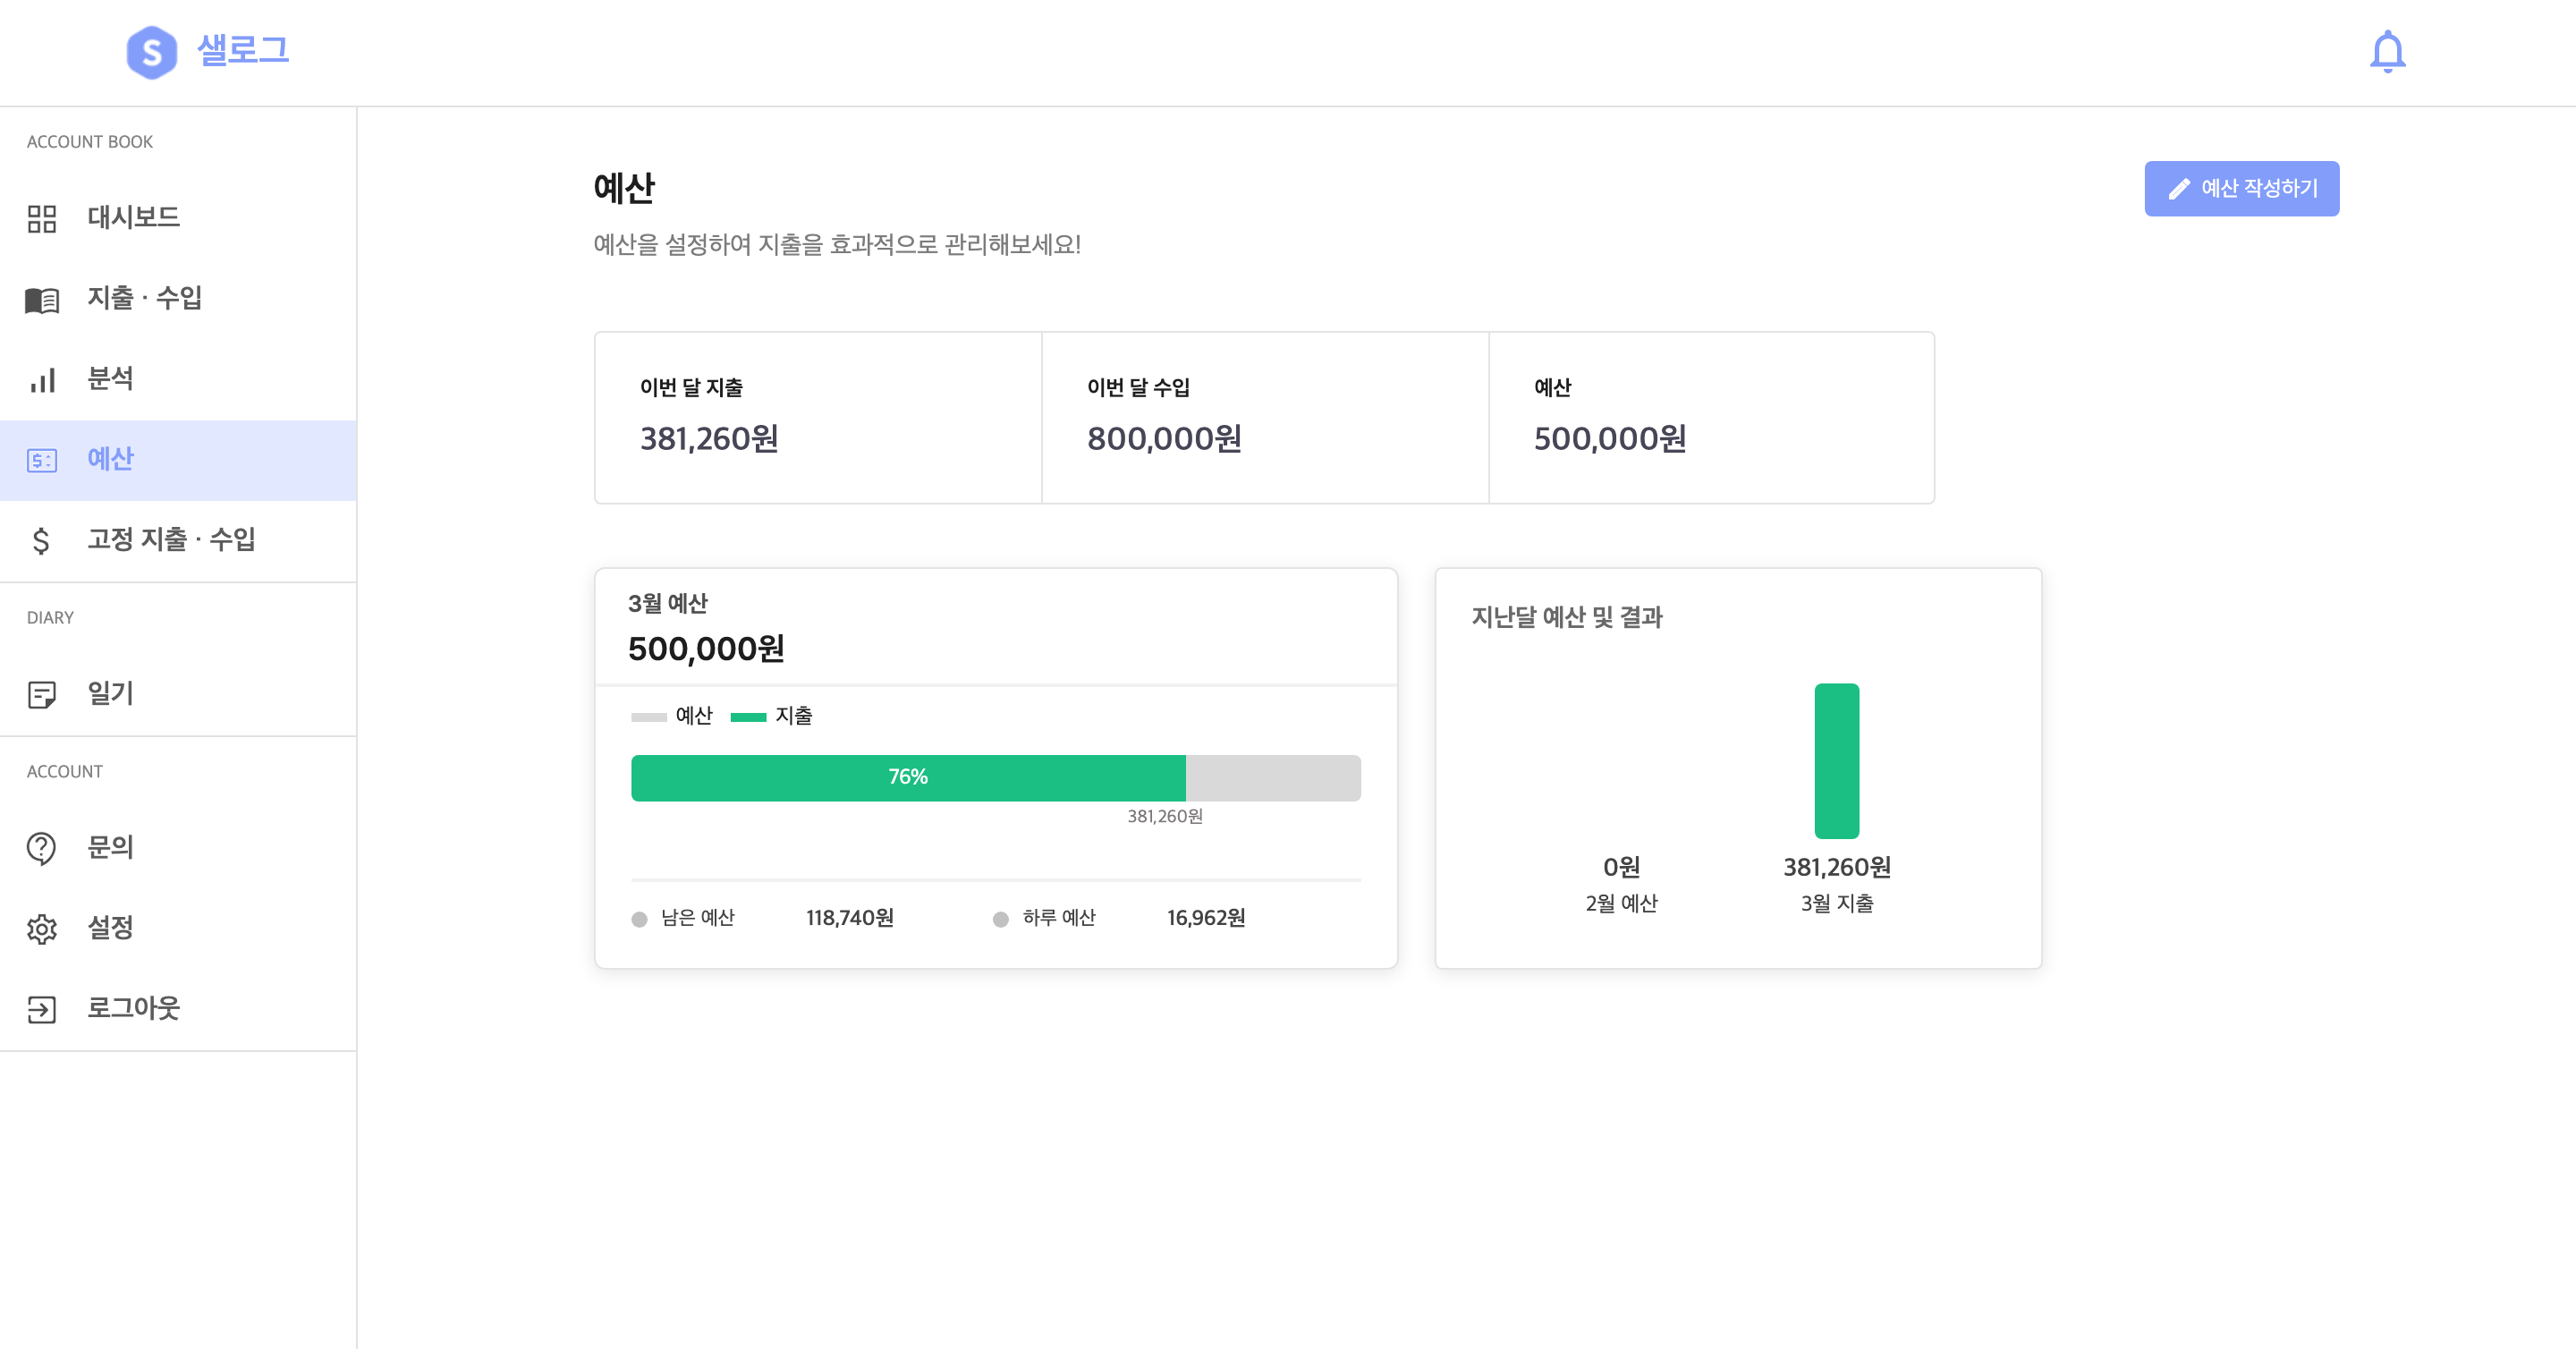 S 샐로그
ACCOUNT BOOK
대시보드
지출 · 수입
분석
예산
고정 지출 · 수입
DIARY
일기
ACCOUNT
문의
설정
로그아웃
예산
예산 작성하기
예산을 설정하여 지출을 효과적으로 관리해보세요!
이번 달 지출
381,260원
이번 달 수입
800,000원
예산
500,000원
3월 예산
500,000원
예산 지출
76%
381,260원
남은 예산 118,740원 하루 예산 16,962원
지난달 예산 및 결과
0원 381,260원
2월 예산 3월 지출